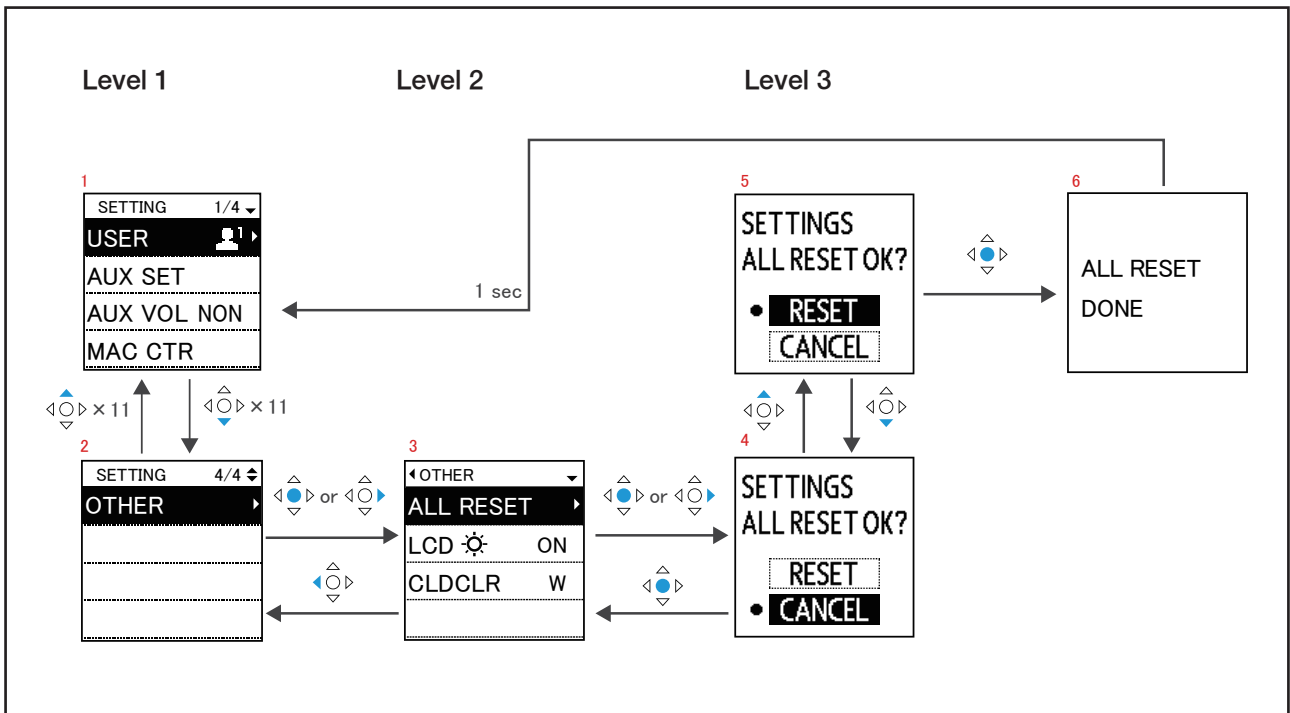 Level 1
Level 2
Level 3
1
SETTING 1/4
USER 1
AUX SET
AUX VOL NON
MAC CTR
1 sec
5
SETTINGS
ALL RESET OK?
RESET
CANCEL
6
ALL RESET
DONE
× 11
× 11
2
SETTING 4/4
OTHER
or
3
OTHER
ALL RESET
LCD ON
CLDCLR W
or
4
SETTINGS
ALL RESET OK?
RESET
CANCEL